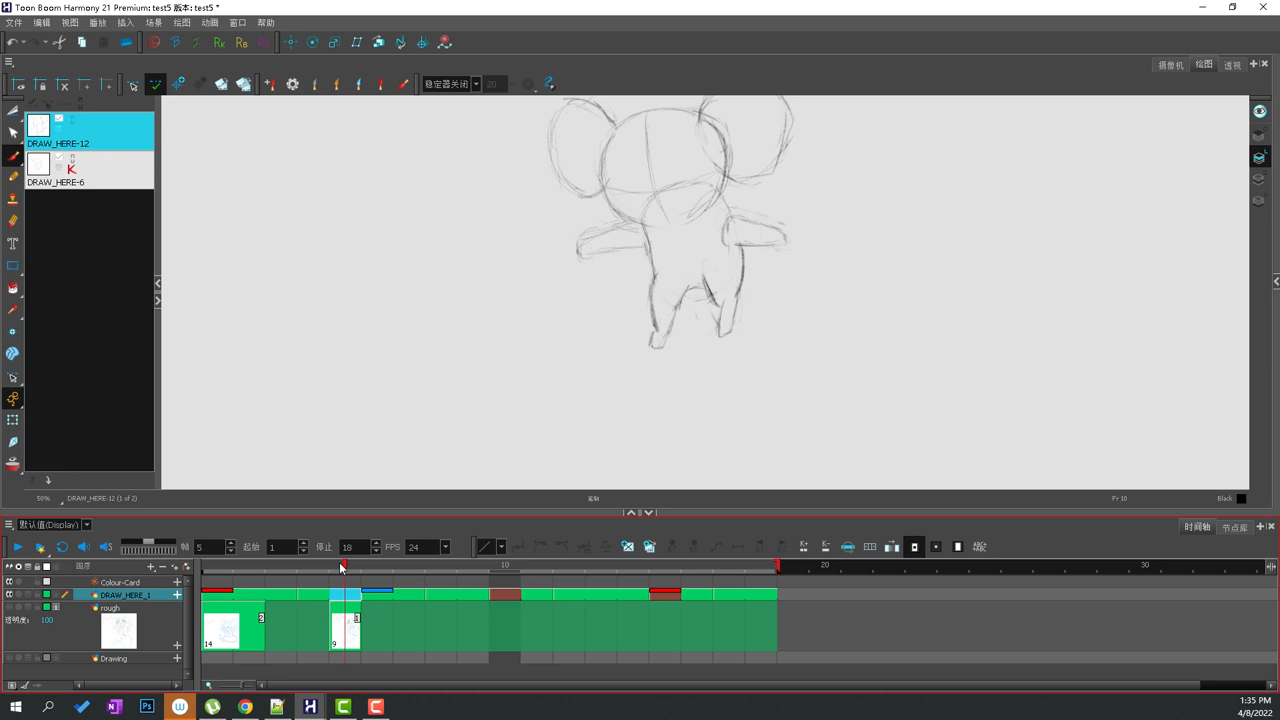 Toon Boom Harmony 21 Premium: test5 版本: test5 *
文件 编辑 视图 播放 插入 场景 绘图 动画 窗口 帮助
摄像机 绘图 透视
稳定器关闭 20
DRAW_HERE-12
K
DRAW_HERE-6
50% DRAW_HERE-12 (1 of 2) 笔触 Fr 10 Black
默认值(Display) 时间轴 节点库
帧 5 起始 1 停止 18 FPS 24
图层 10 20 30
Colour-Card
DRAW_HERE_1
rough
2 1
透明度: 100
14 9
Drawing
1:35 PM
4/8/2022